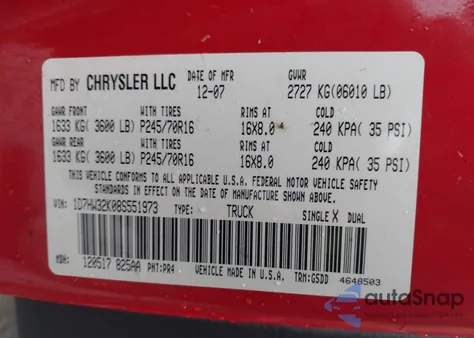 MFD BY CHRYSLER LLC DATE OF MFR 12-07 GVWR 2727 KG(06010 LB)
GAWR FRONT WITH TIRES RIMS AT COLD
1633 KG( 3600 LB) P245/70R16 16X8.0 240 KPA( 35 PSI)
GAWR REAR WITH TIRES RIMS AT COLD
1633 KG( 3600 LB) P245/70R16 16X8.0 240 KPA( 35 PSI)
THIS VEHICLE CONFORMS TO ALL APPLICABLE U.S.A. FEDERAL MOTOR VEHICLE SAFETY
STANDARDS IN EFFECT ON THE DATE OF MANUFACTURE SHOWN ABOVE.
VIN: 1D7HW32K08S551973 TYPE: TRUCK SINGLE X DUAL
MDH: 120517 825AA PNT:PR4 VEHICLE MADE IN U.S.A. TRM:G5DD 4648503
autoSnap